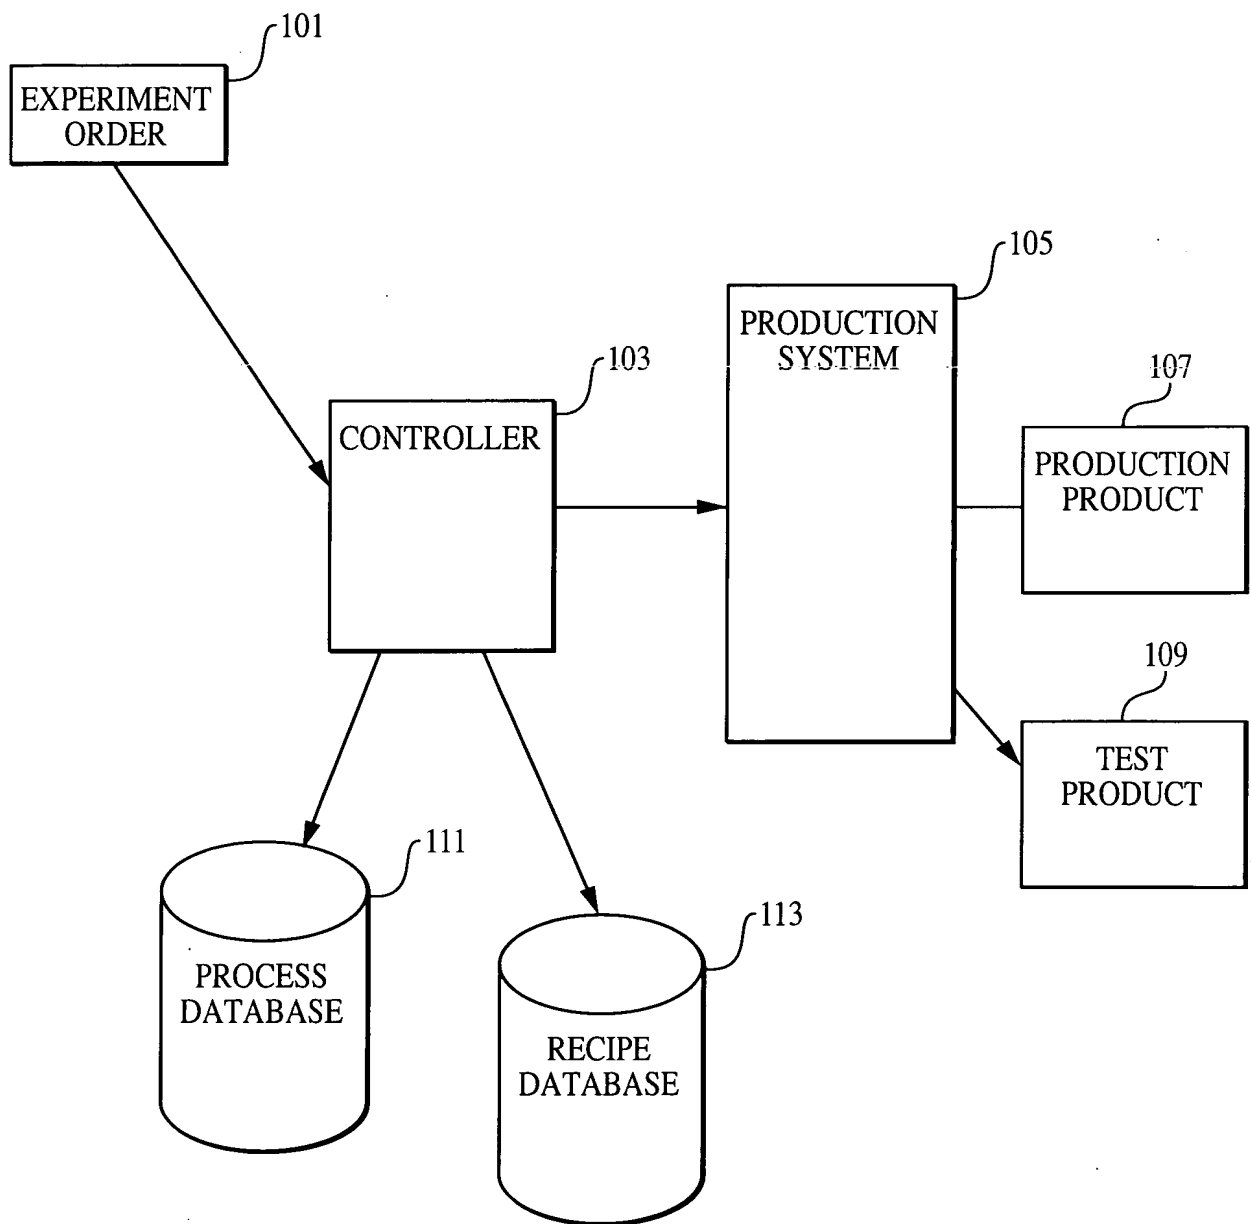 101
EXPERIMENT
ORDER
105
PRODUCTION
SYSTEM
103
CONTROLLER
107
PRODUCTION
PRODUCT
109
TEST
PRODUCT
111
PROCESS
DATABASE
113
RECIPE
DATABASE